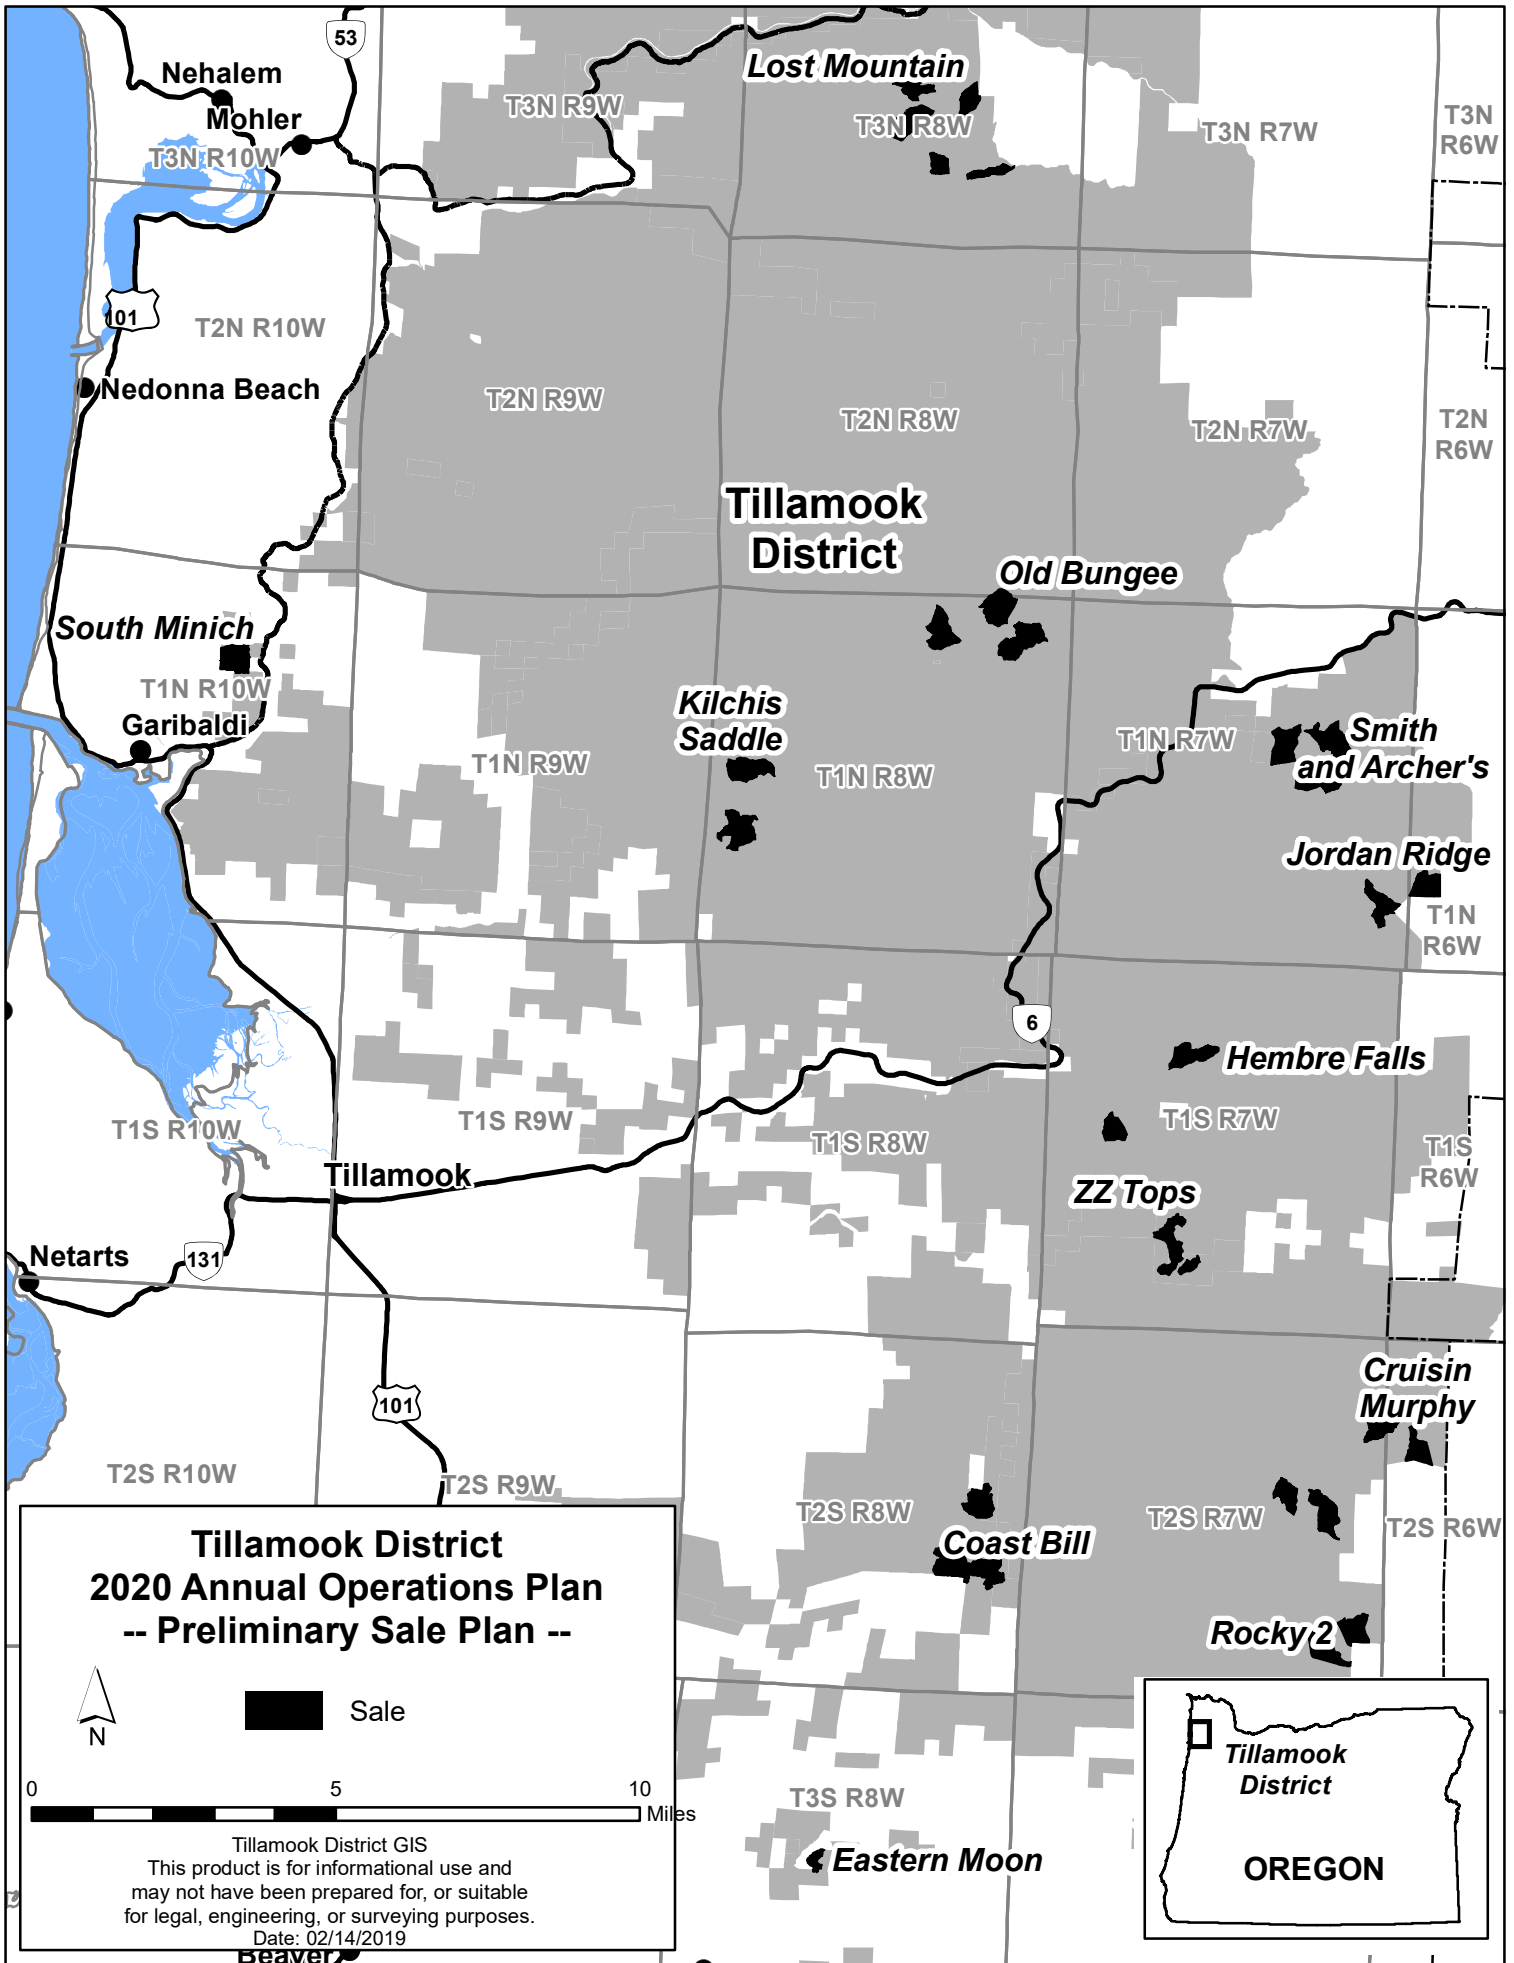 53
Nehalem
Mohler
Lost Mountain
T3N R9W
T3N R8W
T3N R7W
T3N
R6W
T3N R10W
101
T2N R10W
Nedonna Beach
T2N R9W
T2N R8W
T2N R7W
T2N
R6W
Tillamook
District
Old Bungee
South Minich
T1N R10W
Garibaldi
Kilchis
Saddle
T1N R9W
T1N R8W
T1N R7W
Smith
and Archer's
Jordan Ridge
T1N
R6W
6
Hembre Falls
T1S R10W
T1S R9W
T1S R8W
T1S R7W
T1S
R6W
Tillamook
ZZ Tops
Netarts
131
101
Cruisin
Murphy
T2S R10W
T2S R9W
T2S R8W
T2S R7W
T2S R6W
Coast Bill
Rocky 2
T3S R8W
Eastern Moon
Tillamook District
2020 Annual Operations Plan
-- Preliminary Sale Plan --
N
Sale
0 5 10
Miles
Tillamook District GIS
This product is for informational use and
may not have been prepared for, or suitable
for legal, engineering, or surveying purposes.
Date: 02/14/2019
Beaver
Tillamook
District
OREGON